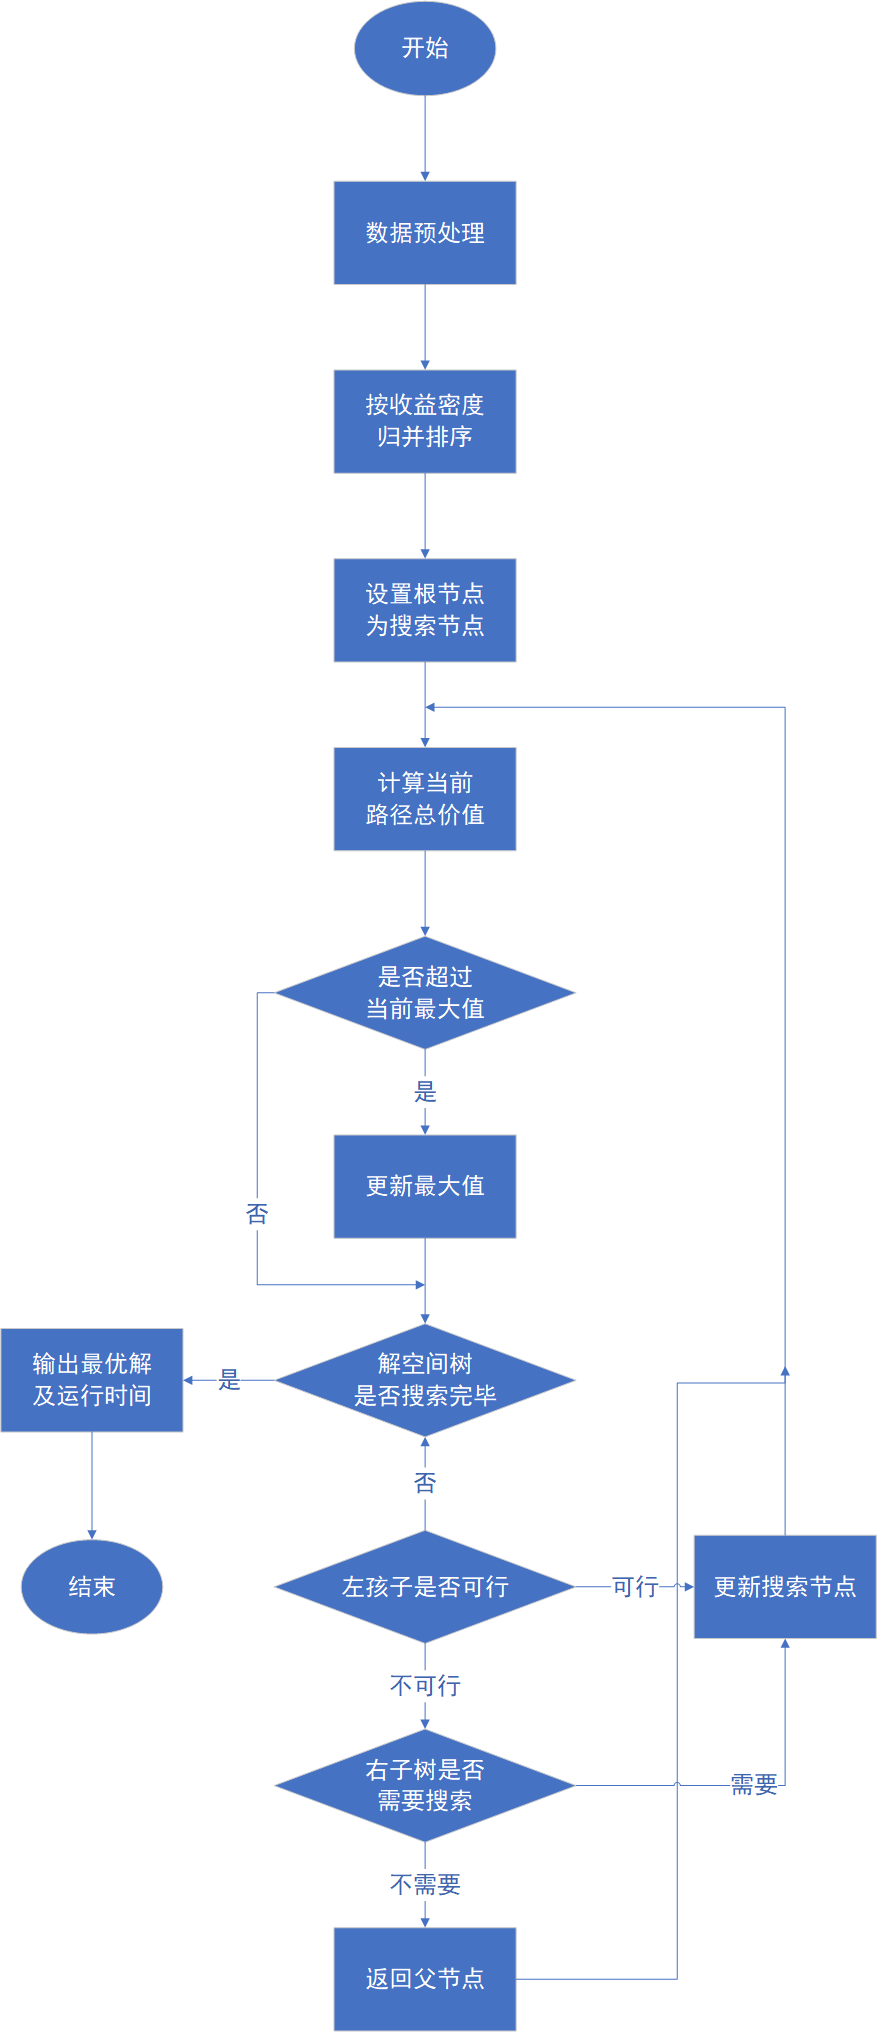 开始
数据预处理
按收益密度
归并排序
设置根节点
为搜索节点
计算当前
路径总价值
是否超过
当前最大值
是
更新最大值
否
解空间树
是否搜索完毕
是
输出最优解
及运行时间
否
结束
左孩子是否可行
可行
更新搜索节点
不可行
右子树是否
需要搜索
需要
不需要
返回父节点